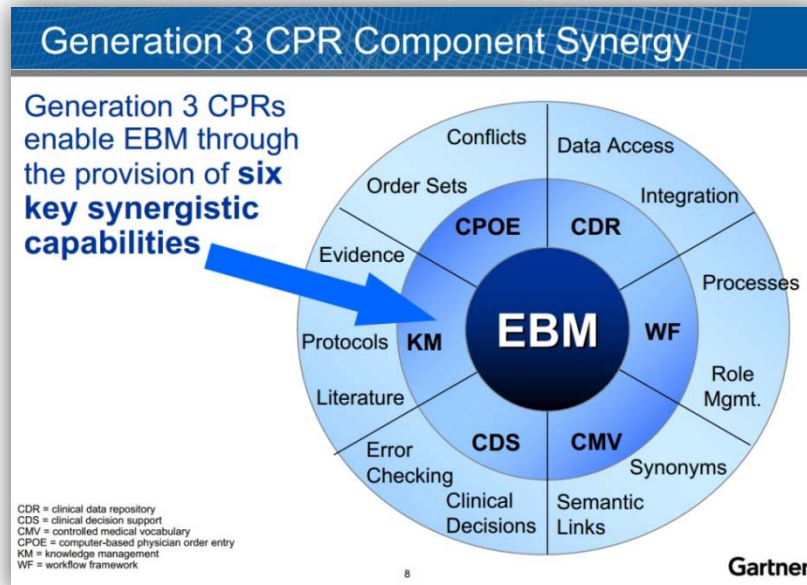 Generation 3 CPR Component Synergy
Generation 3 CPRs
enable EBM through
the provision of six
key synergistic
capabilities
Conflicts
Data Access
Order Sets
Integration
CPOE
CDR
Evidence
Processes
Protocols
KM
EBM
WF
Literature
Role
Mgmt.
CDS
CMV
Error
Checking
Synonyms
Clinical
Decisions
Semantic
Links
CDR = clinical data repository
CDS = clinical decision support
CMV = controlled medical vocabulary
CPOE = computer-based physician order entry
KM = knowledge management
WF = workflow framework
8
Gartner